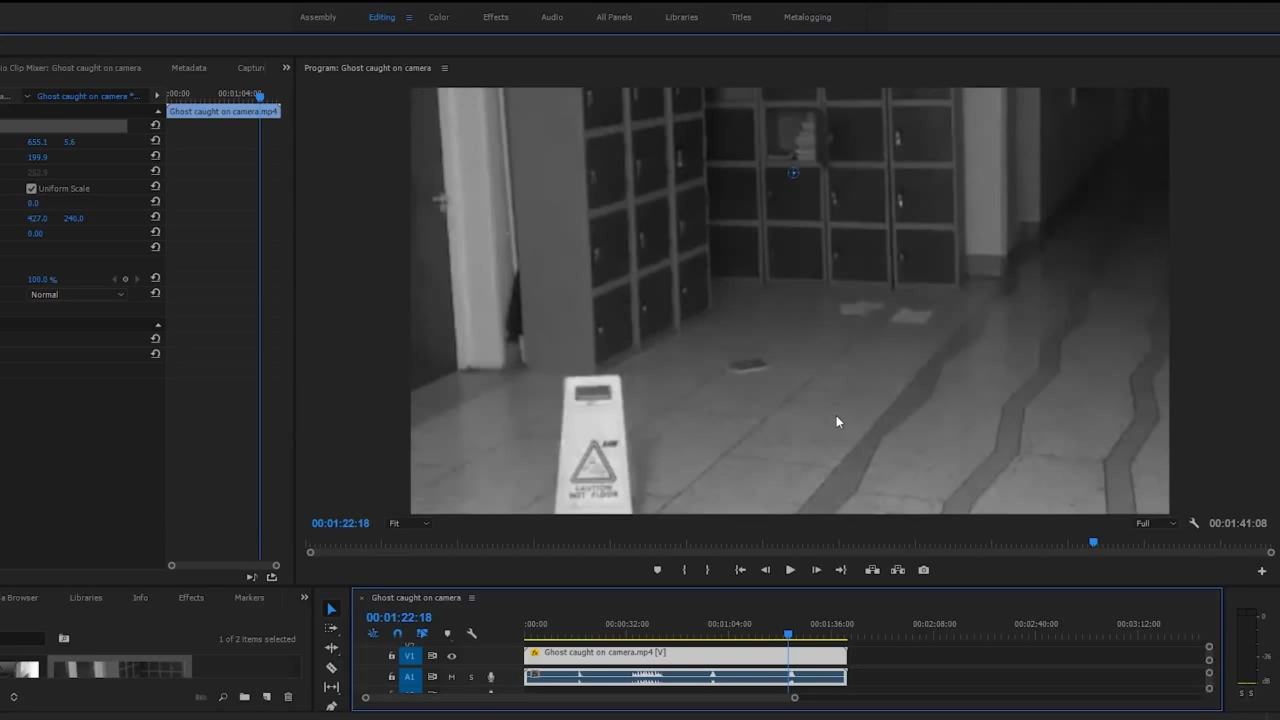 Assembly Editing Color Effects Audio All Panels Libraries Titles Metalogging
io Clip Mixer: Ghost caught on camera Metadata Captur Program: Ghost caught on camera
a... Ghost caught on camera *... :00:00 00:01:04:00
Ghost caught on camera.mp4
655.1 5.6
199.9
Uniform Scale
0.0
427.0 240.0
0.00
100.0 %
Normal
CAUTION
00:01:22:18 Fit Full 00:01:41:08
a Browser Libraries Info Effects Markers
Ghost caught on camera
00:01:22:18
1 of 2 items selected
:00:00 00:00:32:00 00:01:04:00 00:01:36:00 00:02:08:00 00:02:40:00 00:03:12:00
V1 Ghost caught on camera.mp4 [V]
A1 M S
0
-36
dB
S S